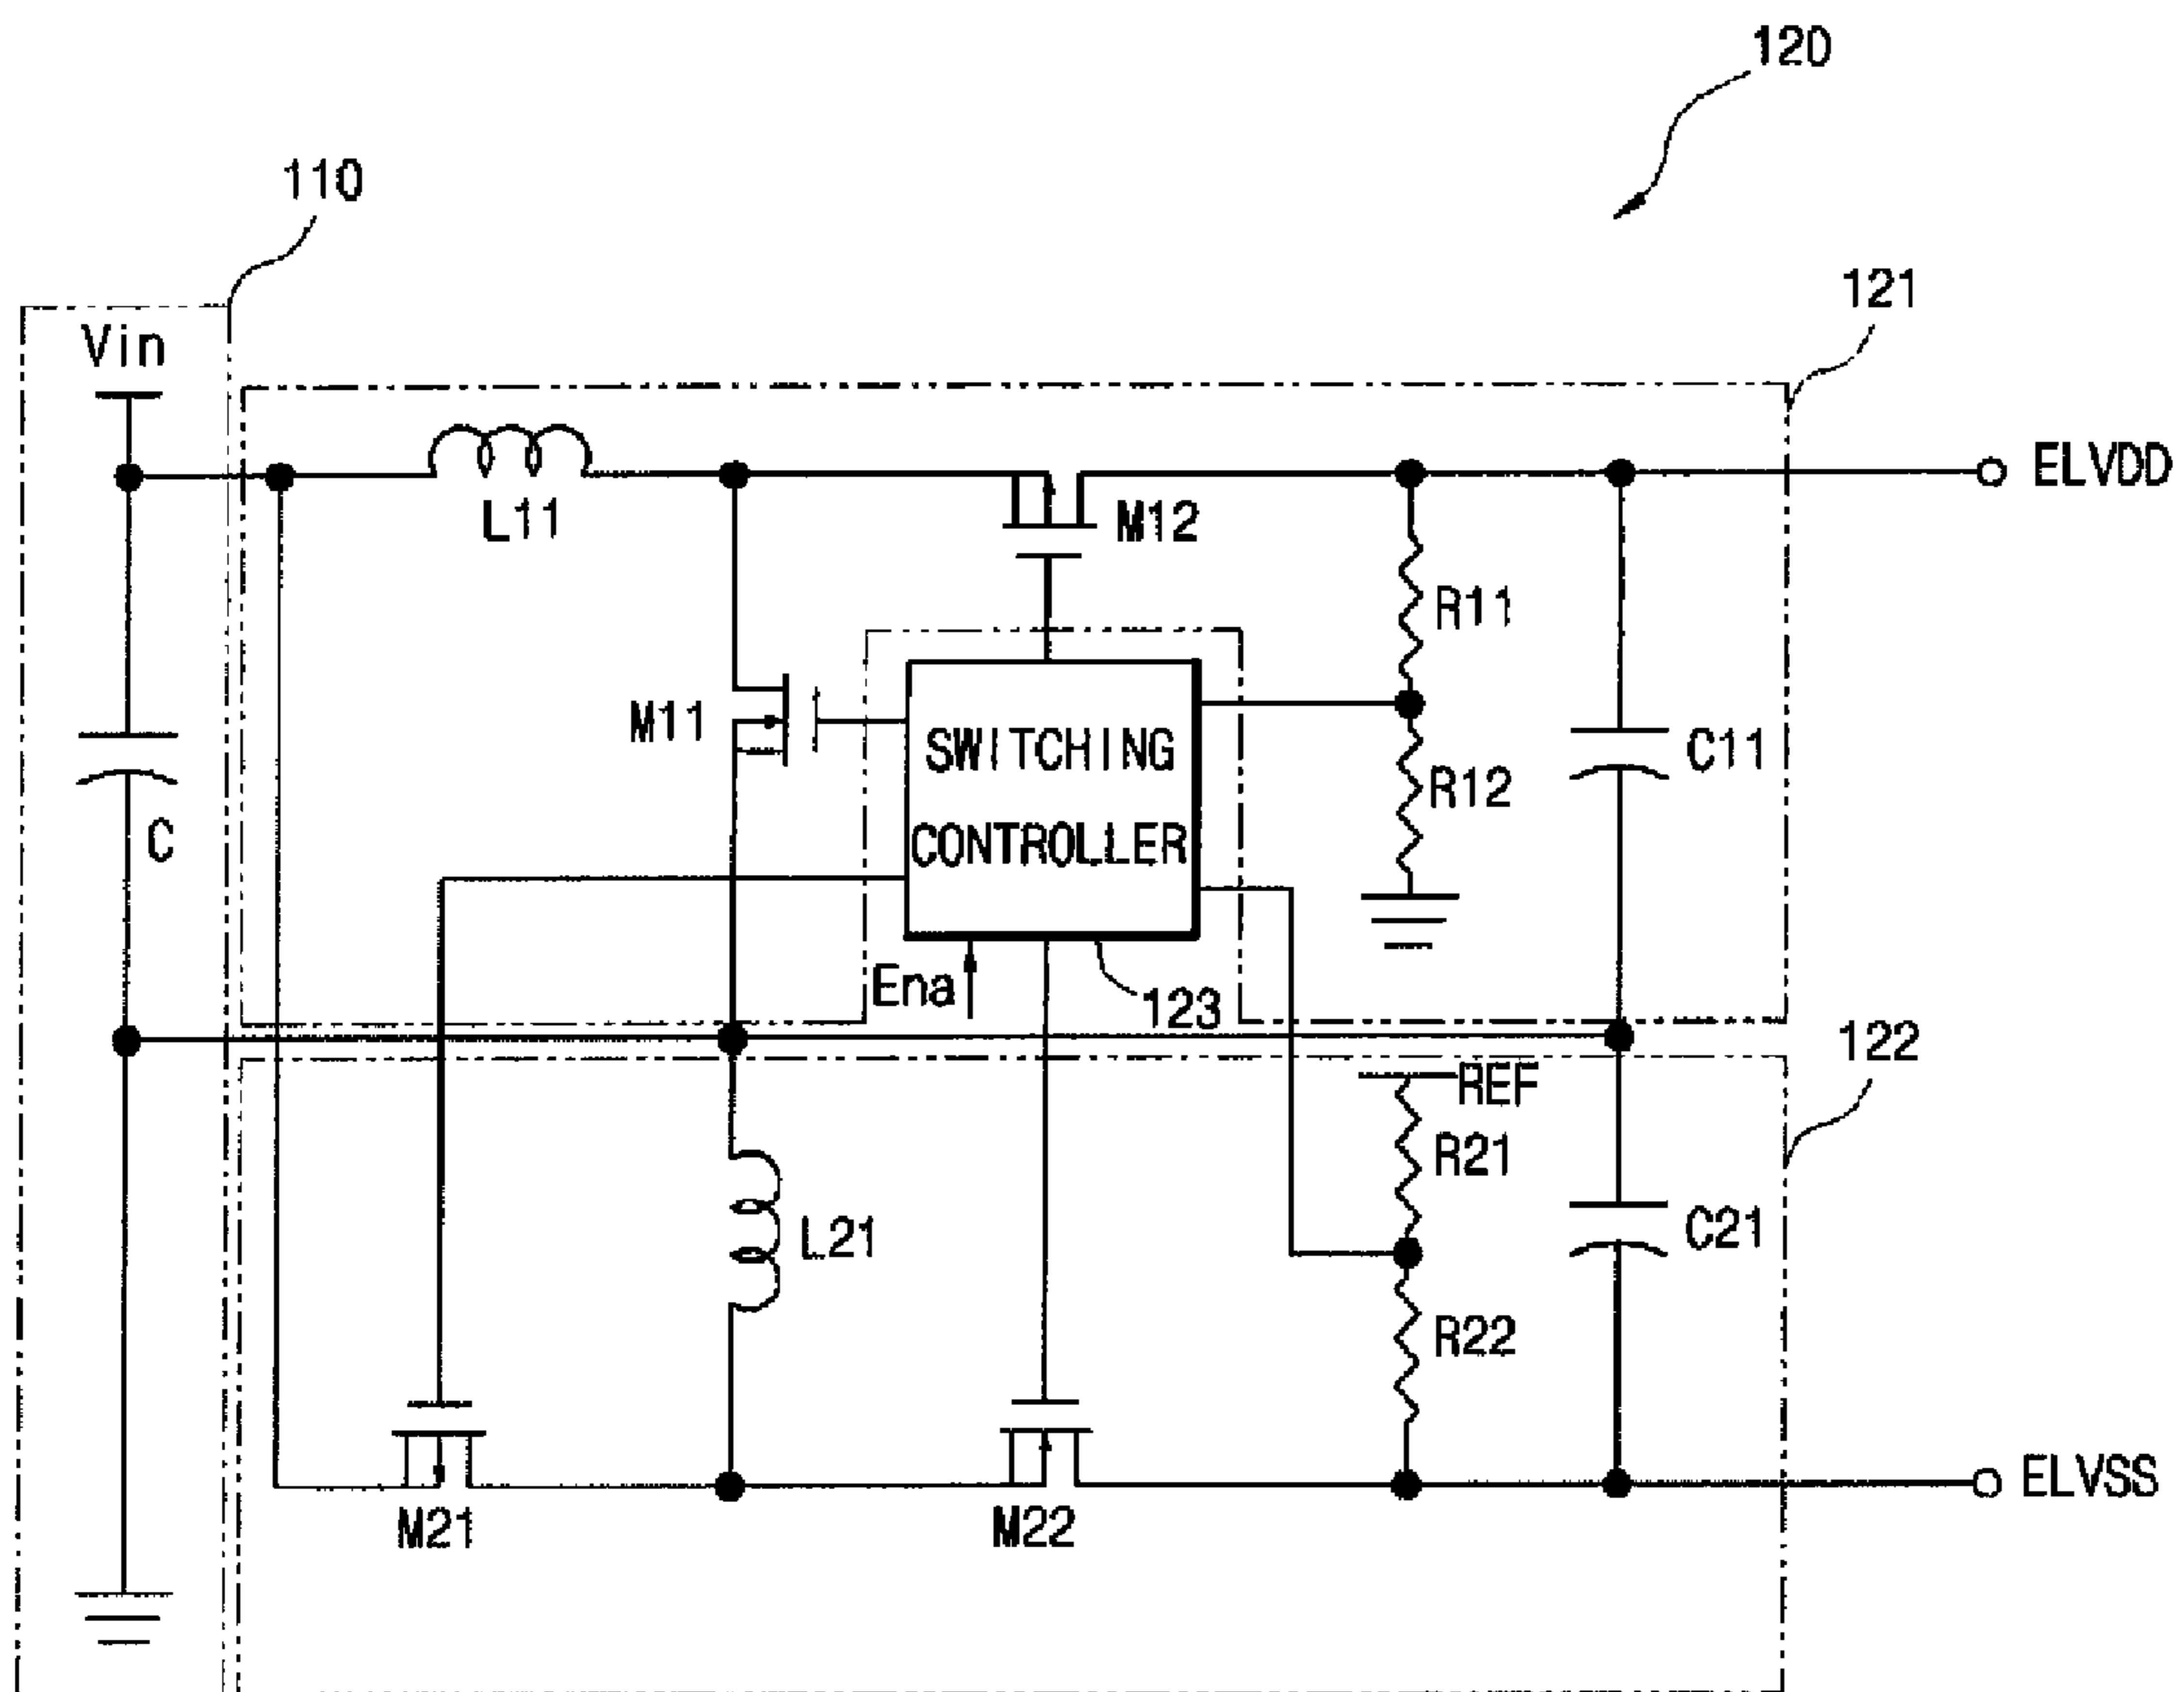 120
110
121
Vin
ELVDD
L11
M12
R11
M11
SWITCHING
CONTROLLER
C11
R12
C
Ena
123
122
REF
R21
L21
C21
R22
ELVSS
M21
M22